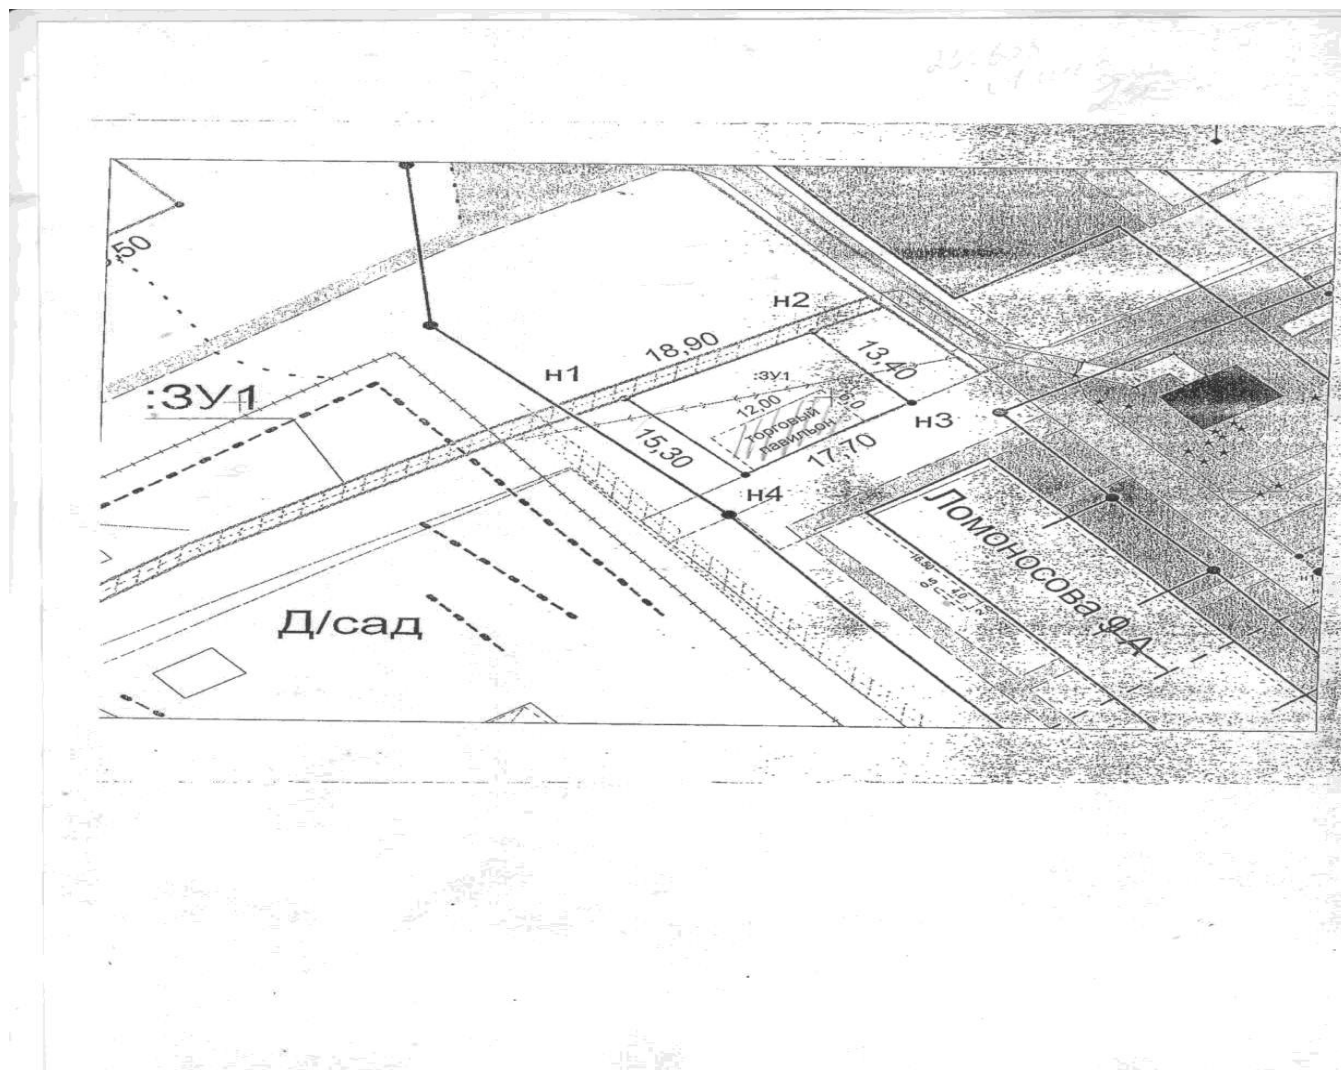 н2
,50
18,90
13,40
н1
:ЗУ1
:ЗУ1
12,00
торговый
павильон
н3
15,30
17,70
н4
Ломоносова 9-А
Д/сад